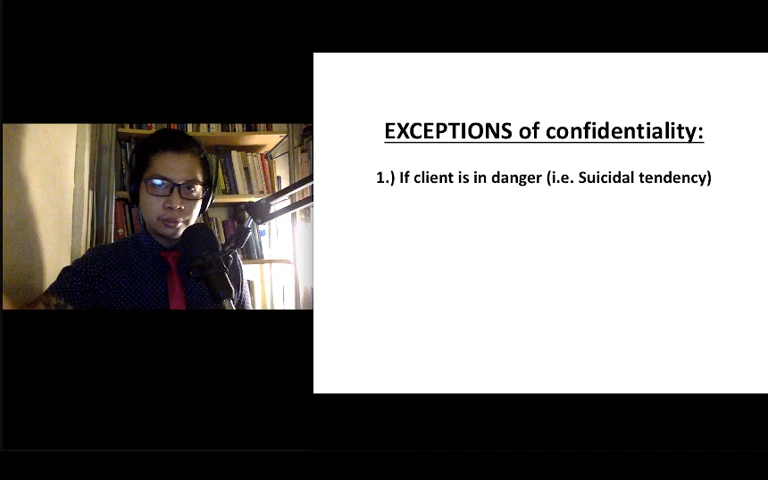 EXCEPTIONS of confidentiality:
1.) If client is in danger (i.e. Suicidal tendency)